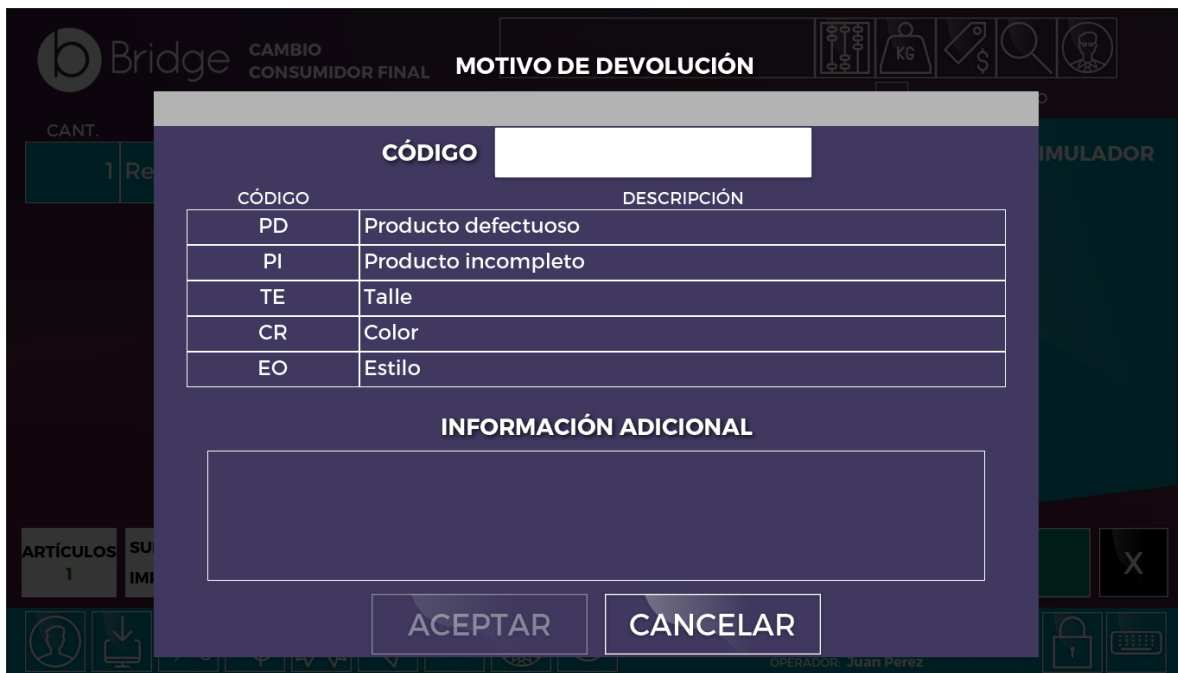 Bridge
CAMBIO
CONSUMIDOR FINAL
MOTIVO DE DEVOLUCIÓN
KG
CANT.
1
IMULADOR
CÓDIGO
CÓDIGO DESCRIPCIÓN
PD Producto defectuoso
PI Producto incompleto
TE Talle
CR Color
EO Estilo
INFORMACIÓN ADICIONAL
ARTÍCULOS
1
X
ACEPTAR CANCELAR
OPERADOR: Juan Perez